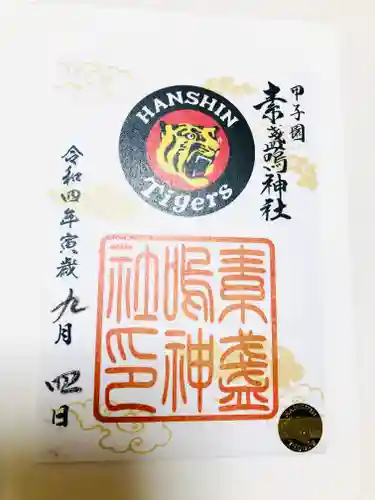 甲子園
素盞嗚神社
HANSHIN
Tigers
素盞
嗚神
社印
令和四年寅歳
九月
四日